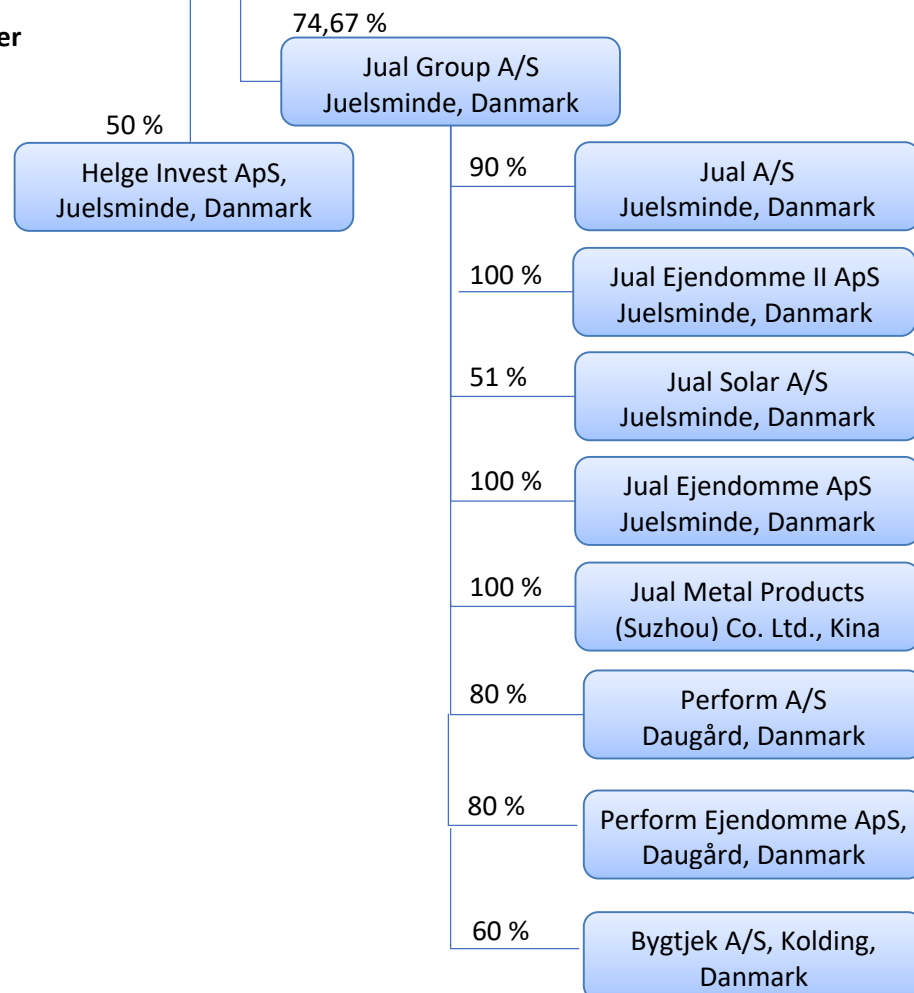 er
74,67 %
Jual Group A/S
Juelsminde, Danmark
50 %
Helge Invest ApS,
Juelsminde, Danmark
90 %
Jual A/S
Juelsminde, Danmark
100 %
Jual Ejendomme II ApS
Juelsminde, Danmark
51 %
Jual Solar A/S
Juelsminde, Danmark
100 %
Jual Ejendomme ApS
Juelsminde, Danmark
100 %
Jual Metal Products
(Suzhou) Co. Ltd., Kina
80 %
Perform A/S
Daugård, Danmark
80 %
Perform Ejendomme ApS,
Daugård, Danmark
60 %
Bygtjek A/S, Kolding,
Danmark